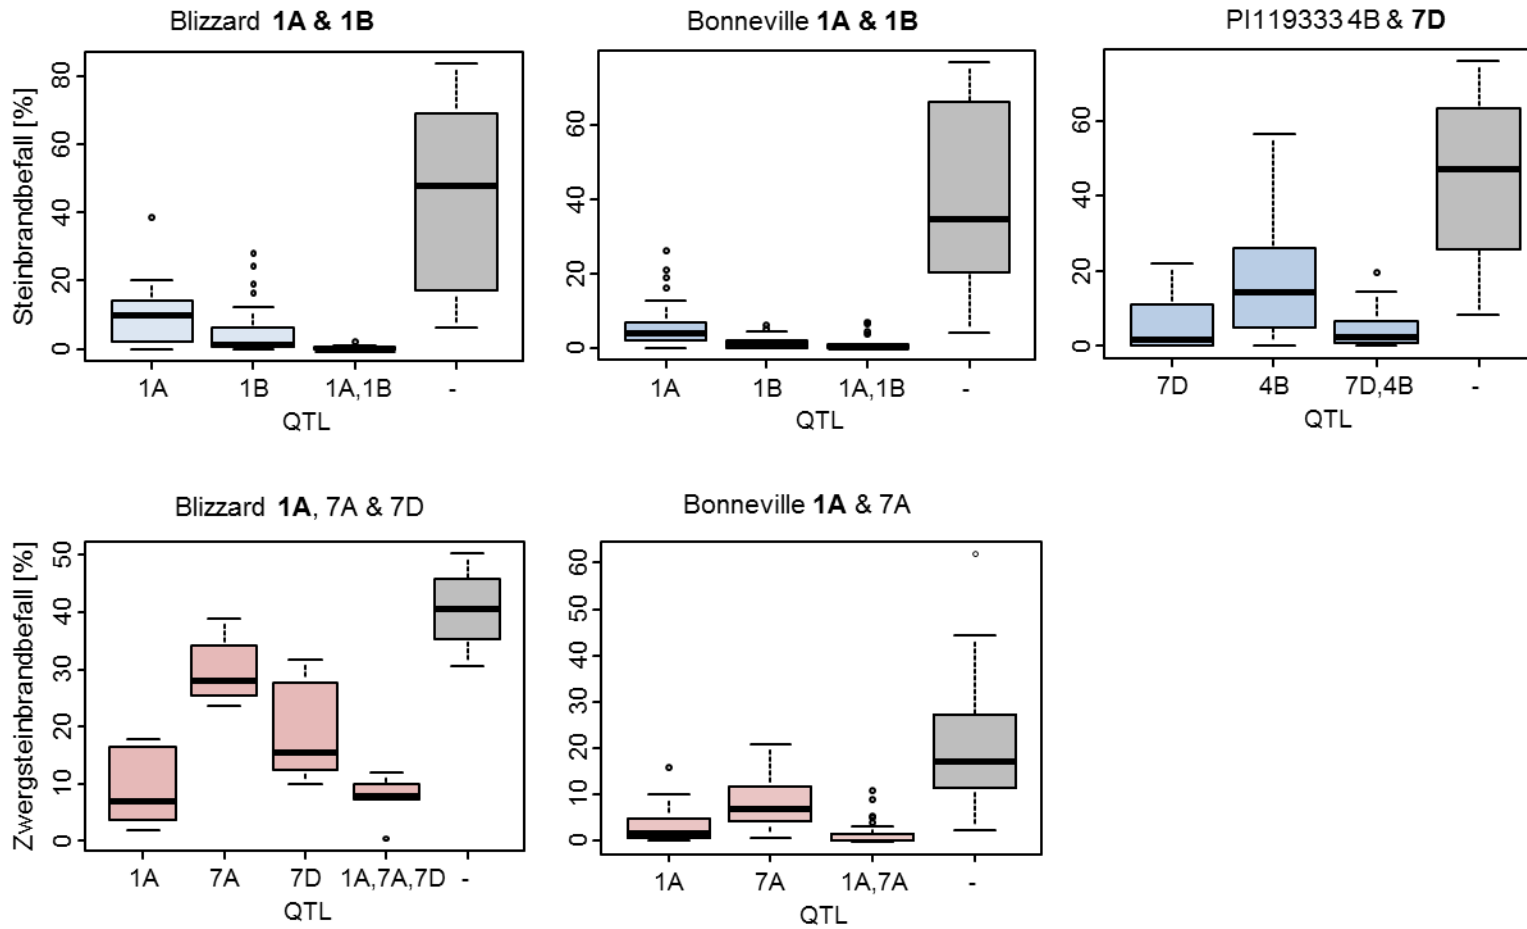 Blizzard 1A & 1B
Steinbrandbefall [%]
80
60
40
20
0
1A 1B 1A,1B -
QTL
Bonneville 1A & 1B
60
40
20
0
1A 1B 1A,1B -
QTL
PI119333 4B & 7D
60
40
20
0
7D 4B 7D,4B -
QTL
Blizzard 1A, 7A & 7D
Zwergsteinbrandbefall [%]
50
40
30
20
10
0
1A 7A 7D 1A,7A,7D -
QTL
Bonneville 1A & 7A
60
50
40
30
20
10
0
1A 7A 1A,7A -
QTL